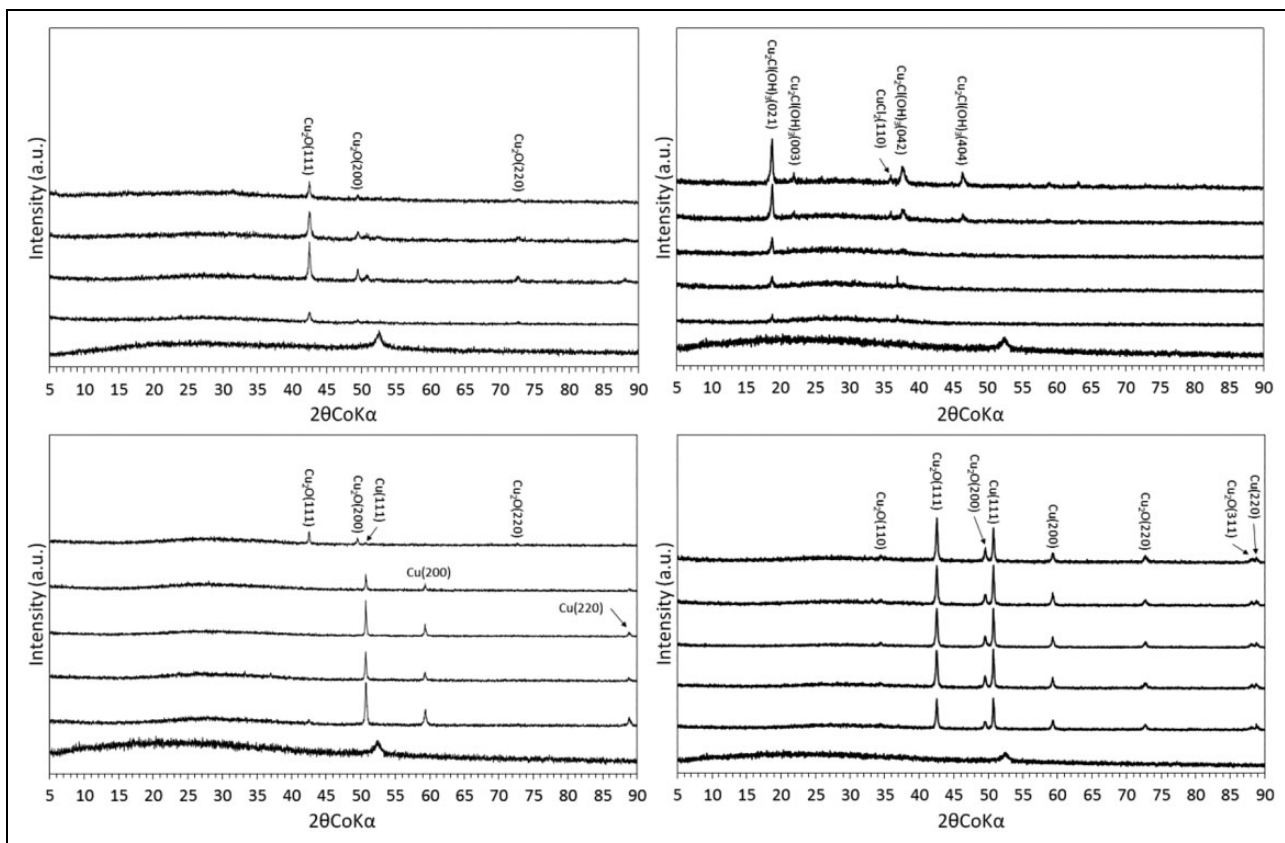 Cu₂O(111)
Cu₂O(200)
Cu₂O(220)
Intensity (a.u.)
5 10 15 20 25 30 35 40 45 50 55 60 65 70 75 80 85 90
2θCoKα
Cu₂Cl(OH)₃(021)
Cu₂Cl(OH)₃(003)
CuCl₂(110)
Cu₂Cl(OH)₃(042)
Cu₂Cl(OH)₃(404)
Intensity (a.u.)
5 10 15 20 25 30 35 40 45 50 55 60 65 70 75 80 85 90
2θCoKα
Cu₂O(111)
Cu₂O(200)
Cu(111)
Cu₂O(220)
Cu(200)
Cu(220)
Intensity (a.u.)
5 10 15 20 25 30 35 40 45 50 55 60 65 70 75 80 85 90
2θCoKα
Cu₂O(110)
Cu₂O(111)
Cu₂O(200)
Cu(111)
Cu(200)
Cu₂O(220)
Cu₂O(311)
Cu(220)
Intensity (a.u.)
5 10 15 20 25 30 35 40 45 50 55 60 65 70 75 80 85 90
2θCoKα